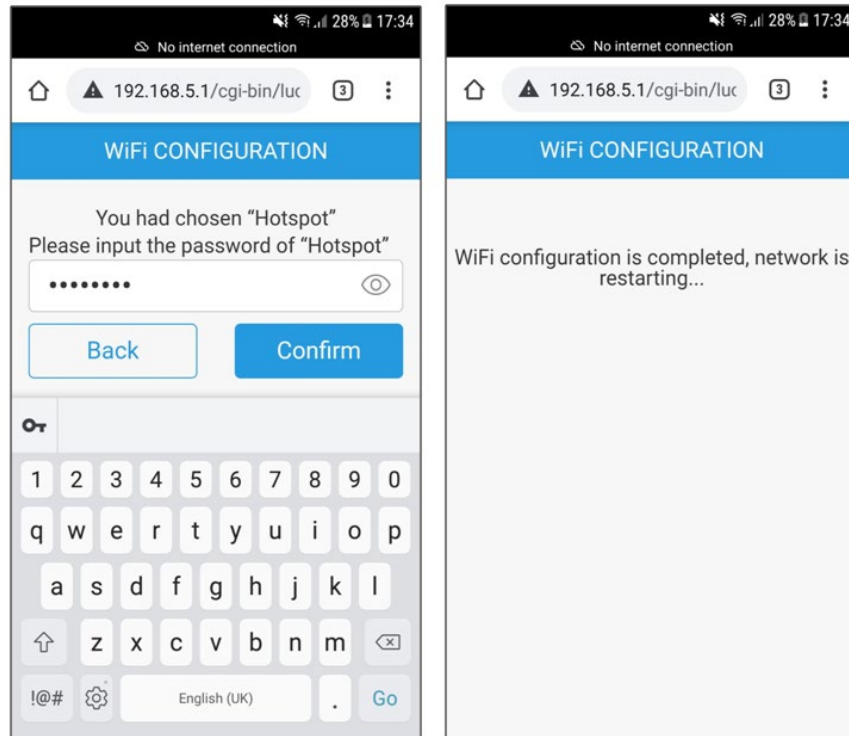 28% 17:34
No internet connection
192.168.5.1/cgi-bin/luc 3
WiFi CONFIGURATION
You had chosen “Hotspot”
Please input the password of “Hotspot”
••••••••
Back Confirm
1 2 3 4 5 6 7 8 9 0
q w e r t y u i o p
a s d f g h j k l
z x c v b n m
!@# English (UK) . Go
28% 17:34
No internet connection
192.168.5.1/cgi-bin/luc 3
WiFi CONFIGURATION
WiFi configuration is completed, network is
restarting...